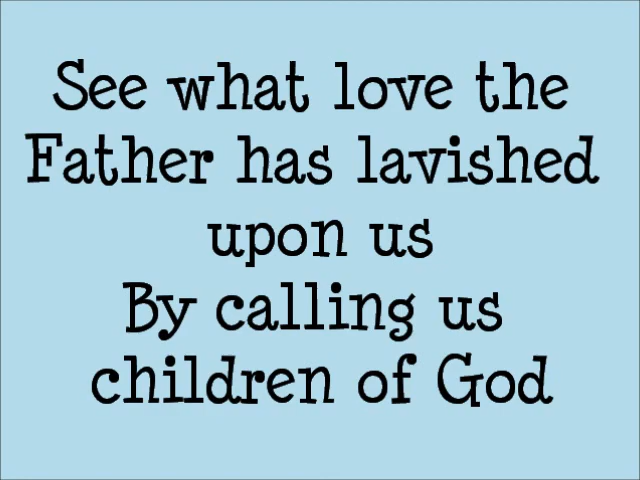 See what love the
Father has lavished
upon us
By calling us
children of God